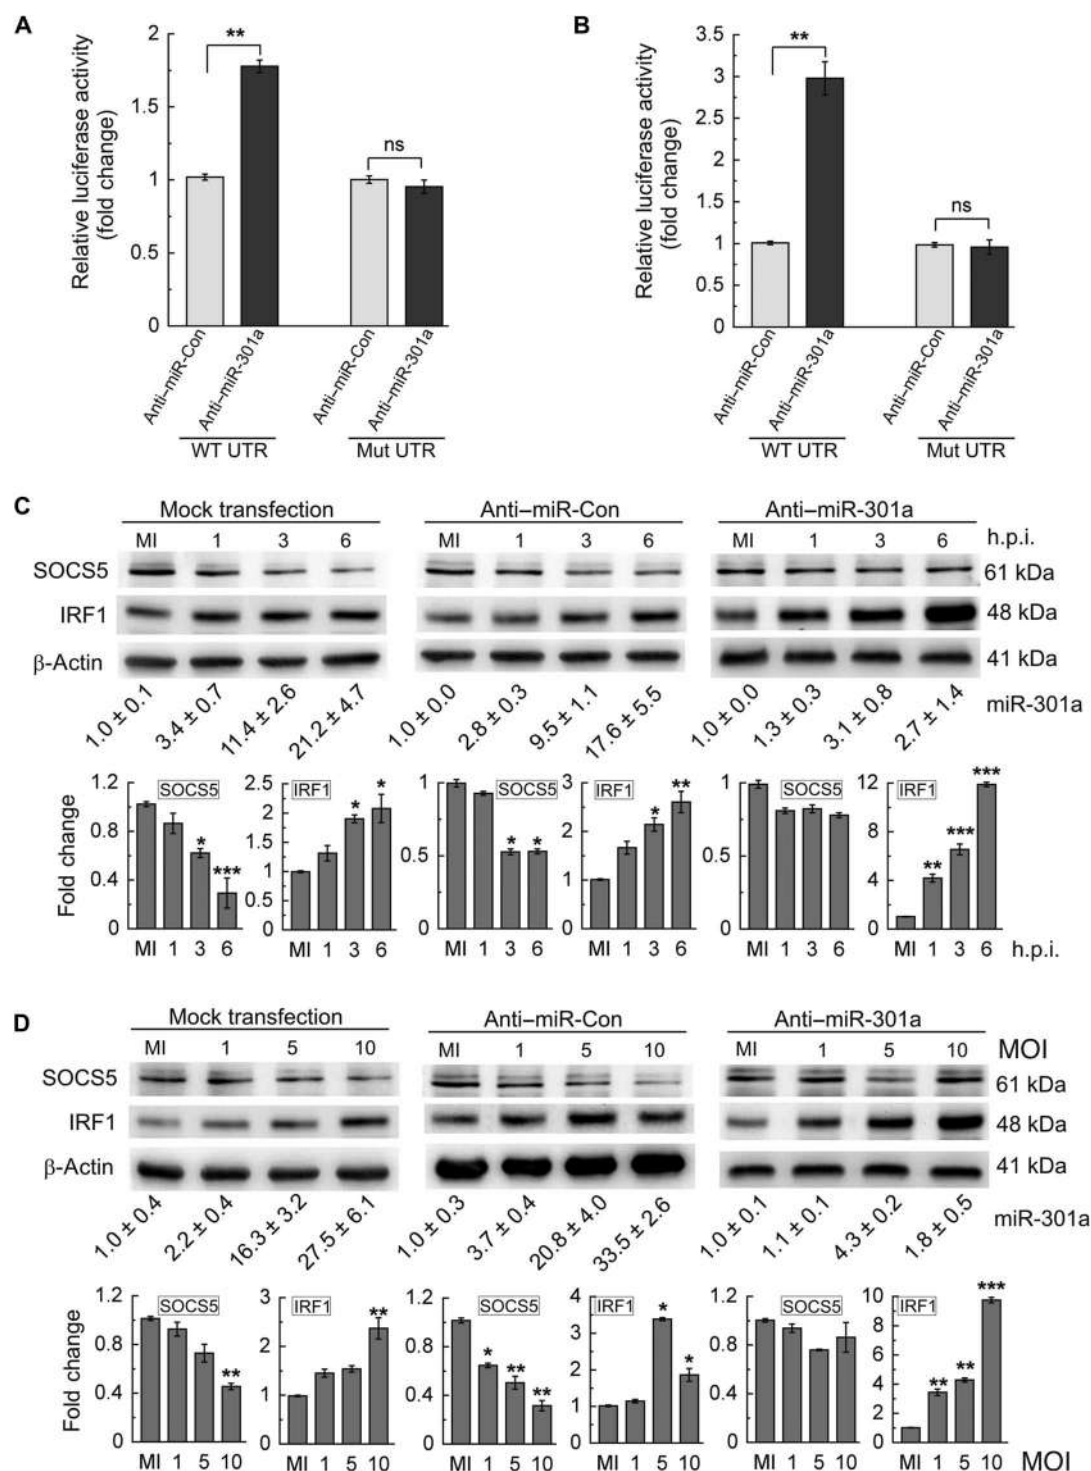 A
B
Relative luciferase activity
(fold change)
2
1.5
1
0.5
0
**
ns
Anti–miR-Con
Anti–miR-301a
Anti–miR-Con
Anti–miR-301a
WT UTR
Mut UTR
Relative luciferase activity
(fold change)
3.5
3
2.5
2
1.5
1
0.5
0
**
ns
Anti–miR-Con
Anti–miR-301a
Anti–miR-Con
Anti–miR-301a
WT UTR
Mut UTR
C
Mock transfection Anti–miR-Con Anti–miR-301a
MI 1 3 6 MI 1 3 6 MI 1 3 6 h.p.i.
SOCS5 61 kDa
IRF1 48 kDa
β-Actin 41 kDa
1.0 ± 0.1 3.4 ± 0.7 11.4 ± 2.6 21.2 ± 4.7 1.0 ± 0.0 2.8 ± 0.3 9.5 ± 1.1 17.6 ± 5.5 1.0 ± 0.0 1.3 ± 0.3 3.1 ± 0.8 2.7 ± 1.4 miR-301a
Fold change
1.2
0.8
0.4
0
SOCS5
*
***
MI 1 3 6
2.5
2
1.5
1
0.5
0
IRF1
*
*
MI 1 3 6
1
0.5
0
SOCS5
*
*
MI 1 3 6
3
2
1
0
IRF1
*
**
MI 1 3 6
1
0.5
0
SOCS5
MI 1 3 6
12
8
4
0
IRF1
**
***
***
MI 1 3 6
h.p.i.
D
Mock transfection Anti–miR-Con Anti–miR-301a
MI 1 5 10 MI 1 5 10 MI 1 5 10 MOI
SOCS5 61 kDa
IRF1 48 kDa
β-Actin 41 kDa
1.0 ± 0.4 2.2 ± 0.4 16.3 ± 3.2 27.5 ± 6.1 1.0 ± 0.3 3.7 ± 0.4 20.8 ± 4.0 33.5 ± 2.6 1.0 ± 0.1 1.1 ± 0.1 4.3 ± 0.2 1.8 ± 0.5 miR-301a
Fold change
1.2
0.8
0.4
0
SOCS5
**
MI 1 5 10
3
2
1
0
IRF1
**
MI 1 5 10
1.2
0.8
0.4
0
SOCS5
*
**
**
MI 1 5 10
4
3
2
1
0
IRF1
*
*
MI 1 5 10
1.2
0.8
0.4
0
SOCS5
MI 1 5 10
10
8
6
4
2
0
IRF1
**
**
***
MI 1 5 10
MOI